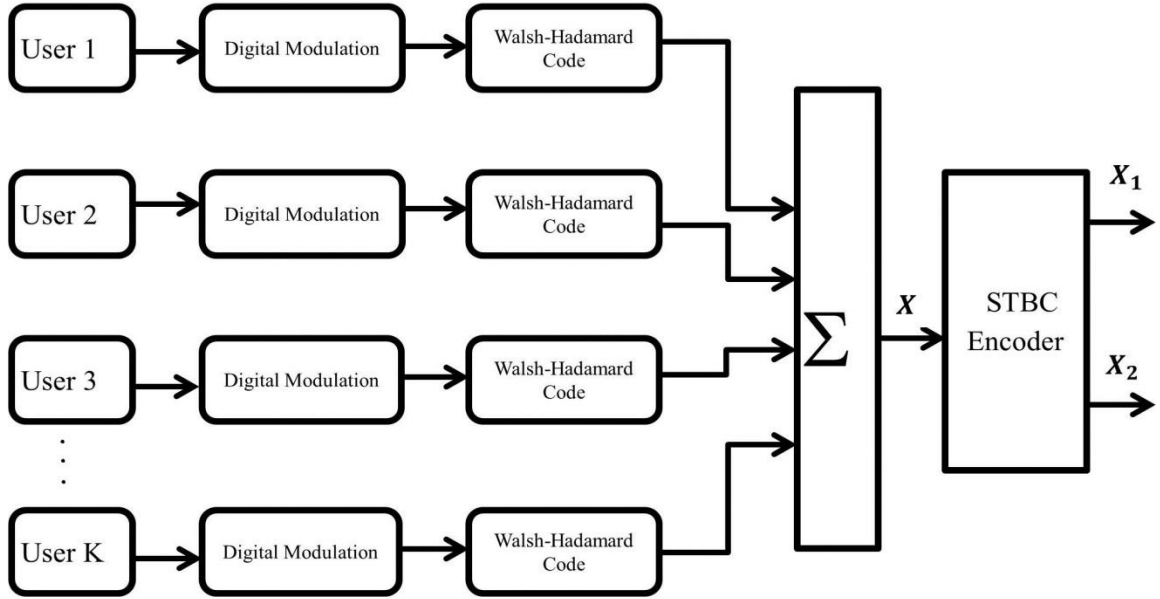 User 1
Digital Modulation
Walsh-Hadamard
Code
User 2
Digital Modulation
Walsh-Hadamard
Code
User 3
Digital Modulation
Walsh-Hadamard
Code
User K
Digital Modulation
Walsh-Hadamard
Code
∑
X
STBC
Encoder
X₁
X₂